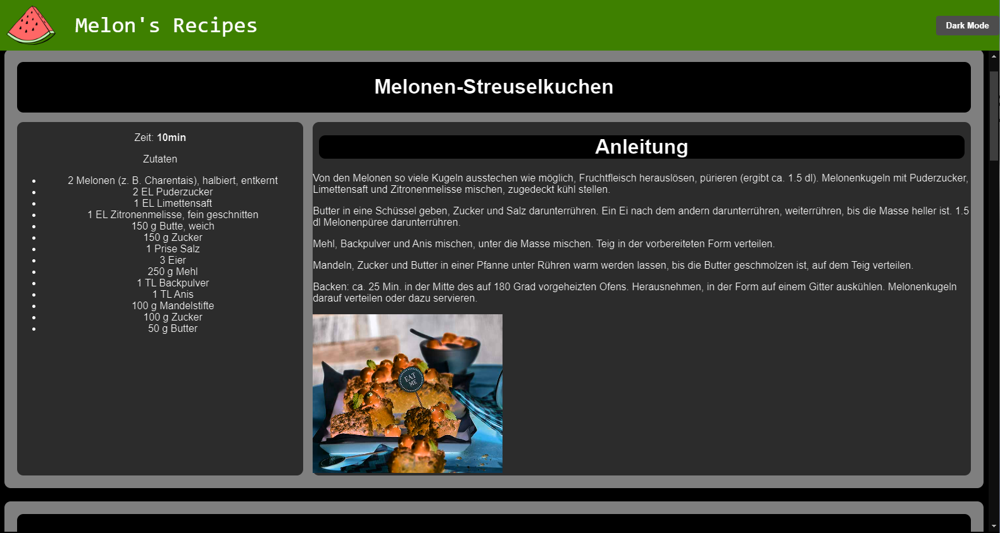 Melon's Recipes
Dark Mode
Melonen-Streuselkuchen
Zeit: 10min
Zutaten
2 Melonen (z. B. Charentais), halbiert, entkernt
2 EL Puderzucker
1 EL Limettensaft
1 EL Zitronenmelisse, fein geschnitten
150 g Butte, weich
150 g Zucker
1 Prise Salz
3 Eier
250 g Mehl
1 TL Backpulver
1 TL Anis
100 g Mandelstifte
100 g Zucker
50 g Butter
Anleitung
Von den Melonen so viele Kugeln ausstechen wie möglich, Fruchtfleisch herauslösen, pürieren (ergibt ca. 1.5 dl). Melonenkugeln mit Puderzucker,
Limettensaft und Zitronenmelisse mischen, zugedeckt kühl stellen.
Butter in eine Schüssel geben, Zucker und Salz darunterrühren. Ein Ei nach dem andern darunterrühren, weiterrühren, bis die Masse heller ist. 1.5
dl Melonenpüree darunterrühren.
Mehl, Backpulver und Anis mischen, unter die Masse mischen. Teig in der vorbereiteten Form verteilen.
Mandeln, Zucker und Butter in einer Pfanne unter Rühren warm werden lassen, bis die Butter geschmolzen ist, auf dem Teig verteilen.
Backen: ca. 25 Min. in der Mitte des auf 180 Grad vorgeheizten Ofens. Herausnehmen, in der Form auf einem Gitter auskühlen. Melonenkugeln
darauf verteilen oder dazu servieren.
EAT
ME